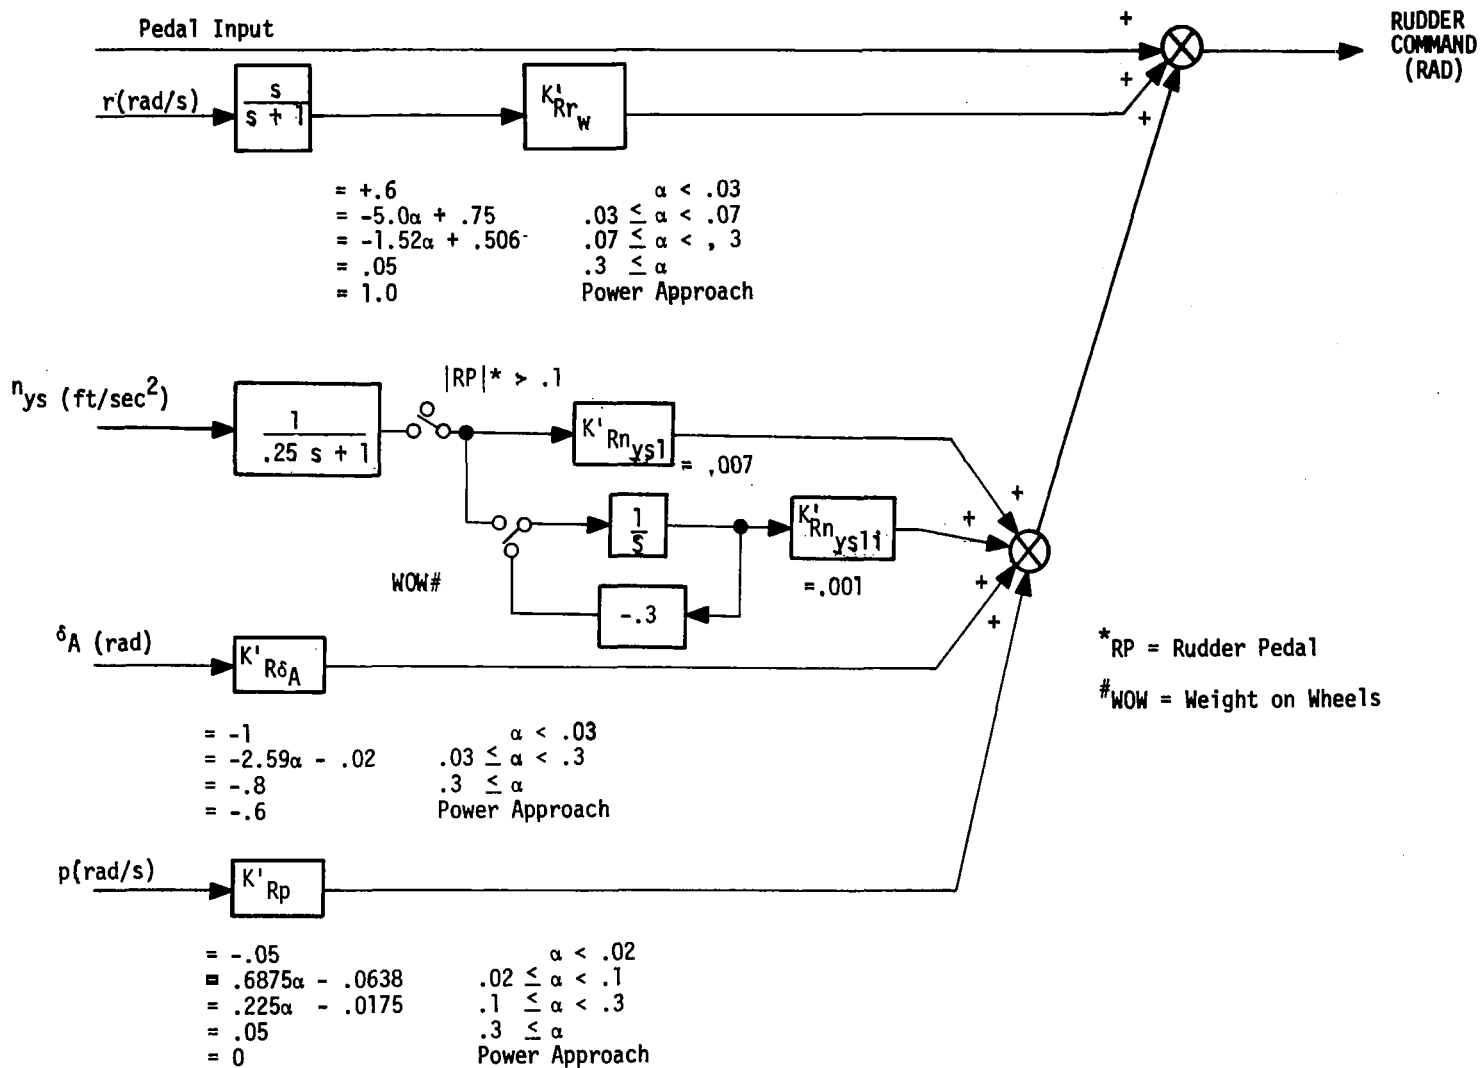 Pedal Input
+
RUDDER
COMMAND
(RAD)
r(rad/s)
s
s + 1
K'Rr_w
+
+
= +.6 α < .03
= -5.0α + .75 .03 ≤ α < .07
= -1.52α + .506 .07 ≤ α < , 3
= .05 .3 ≤ α
= 1.0 Power Approach
n_ys (ft/sec²)
1
.25 s + 1
|RP|* > .1
K'Rn_ysl
= ,007
+
1
S
K'Rn_ysli
=.001
+
WOW#
-.3
+
+
δA (rad)
K'RδA
*RP = Rudder Pedal
#WOW = Weight on Wheels
= -1 α < .03
= -2.59α - .02 .03 ≤ α < .3
= -.8 .3 ≤ α
= -.6 Power Approach
p(rad/s)
K'Rp
= -.05 α < .02
= .6875α - .0638 .02 ≤ α < .1
= .225α - .0175 .1 ≤ α < .3
= .05 .3 ≤ α
= 0 Power Approach